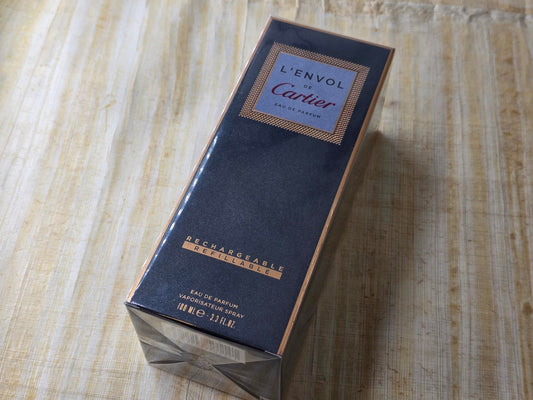 L'ENVOL
DE
Cartier
EAU DE PARFUM
RECHARGEABLE
REFILLABLE
EAU DE PARFUM
VAPORISATEUR SPRAY
100 ML ℮ - 3.3 FL.OZ.